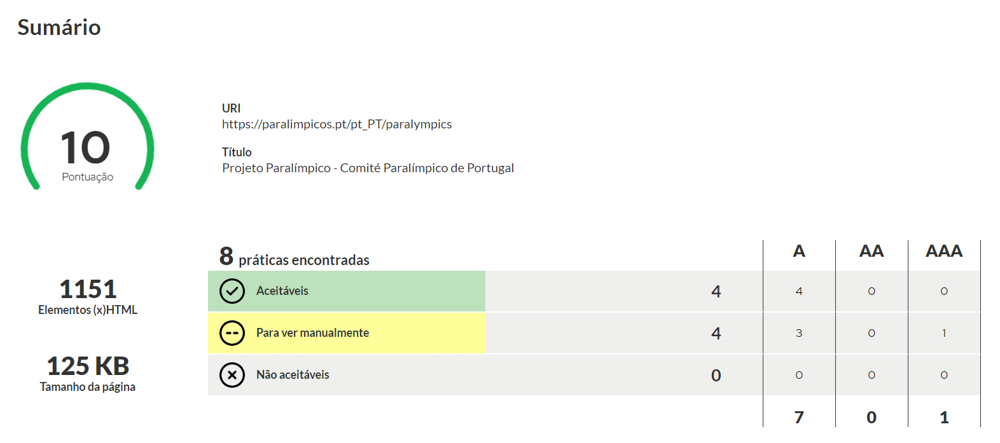 Sumário
10
Pontuação
URI
https://paralimpicos.pt/pt_PT/paralympics
Título
Projeto Paralímpico - Comité Paralímpico de Portugal
1151
Elementos (x)HTML
125 KB
Tamanho da página
8 práticas encontradas A AA AAA
Aceitáveis 4 4 0 0
Para ver manualmente 4 3 0 1
Não aceitáveis 0 0 0 0
7 0 1